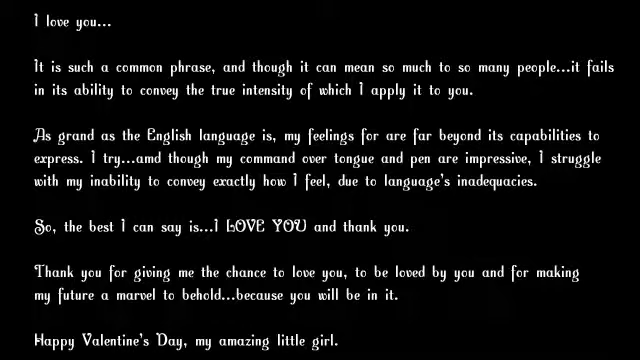 I love you...
It is such a common phrase, and though it can mean so much to so many people...it fails
in its ability to convey the true intensity of which I apply it to you.
As grand as the English language is, my feelings for are far beyond its capabilities to
express. I try...amd though my command over tongue and pen are impressive, I struggle
with my inability to convey exactly how I feel, due to language's inadequacies.
So, the best I can say is...I LOVE YOU and thank you.
Thank you for giving me the chance to love you, to be loved by you and for making
my future a marvel to behold...because you will be in it.
Happy Valentine's Day, my amazing little girl.